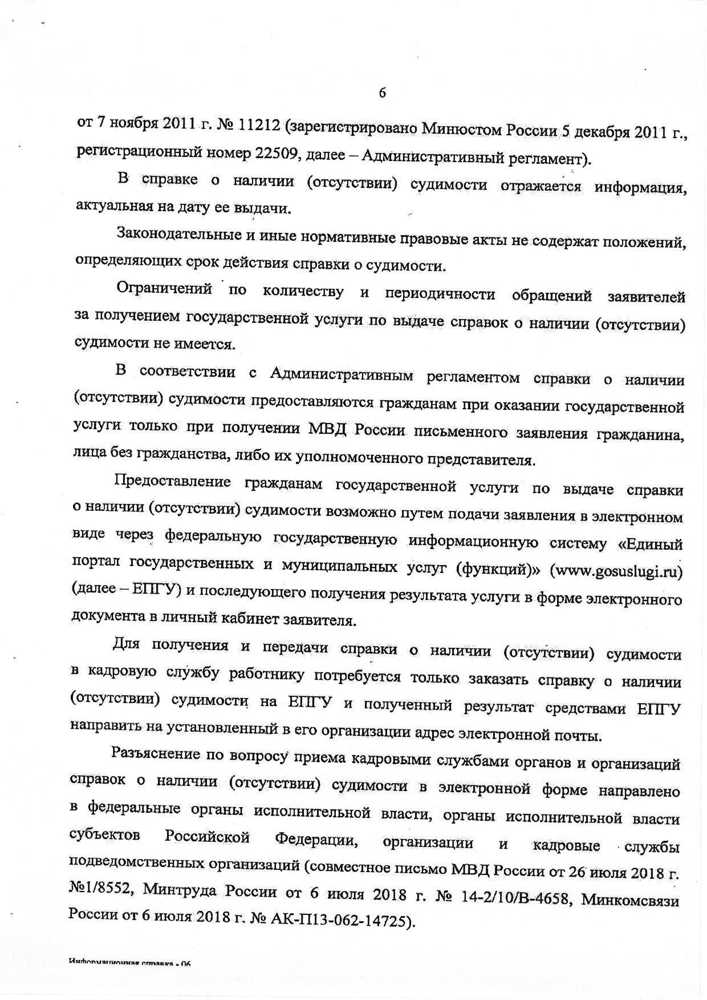 6
от 7 ноября 2011 г. № 11212 (зарегистрировано Минюстом России 5 декабря 2011 г.,
регистрационный номер 22509, далее – Административный регламент).
В справке о наличии (отсутствии) судимости отражается информация,
актуальная на дату ее выдачи.
Законодательные и иные нормативные правовые акты не содержат положений,
определяющих срок действия справки о судимости.
Ограничений по количеству и периодичности обращений заявителей
за получением государственной услуги по выдаче справок о наличии (отсутствии)
судимости не имеется.
В соответствии с Административным регламентом справки о наличии
(отсутствии) судимости предоставляются гражданам при оказании государственной
услуги только при получении МВД России письменного заявления гражданина,
лица без гражданства, либо их уполномоченного представителя.
Предоставление гражданам государственной услуги по выдаче справки
о наличии (отсутствии) судимости возможно путем подачи заявления в электронном
виде через федеральную государственную информационную систему «Единый
портал государственных и муниципальных услуг (функций)» (www.gosuslugi.ru)
(далее – ЕПГУ) и последующего получения результата услуги в форме электронного
документа в личный кабинет заявителя.
Для получения и передачи справки о наличии (отсутствии) судимости
в кадровую службу работнику потребуется только заказать справку о наличии
(отсутствии) судимости на ЕПГУ и полученный результат средствами ЕПГУ
направить на установленный в его организации адрес электронной почты.
Разъяснение по вопросу приема кадровыми службами органов и организаций
справок о наличии (отсутствии) судимости в электронной форме направлено
в федеральные органы исполнительной власти, органы исполнительной власти
субъектов Российской Федерации, организации и кадровые службы
подведомственных организаций (совместное письмо МВД России от 26 июля 2018 г.
№1/8552, Минтруда России от 6 июля 2018 г. № 14-2/10/В-4658, Минкомсвязи
России от 6 июля 2018 г. № АК-П13-062-14725).
Информационная справка - 06